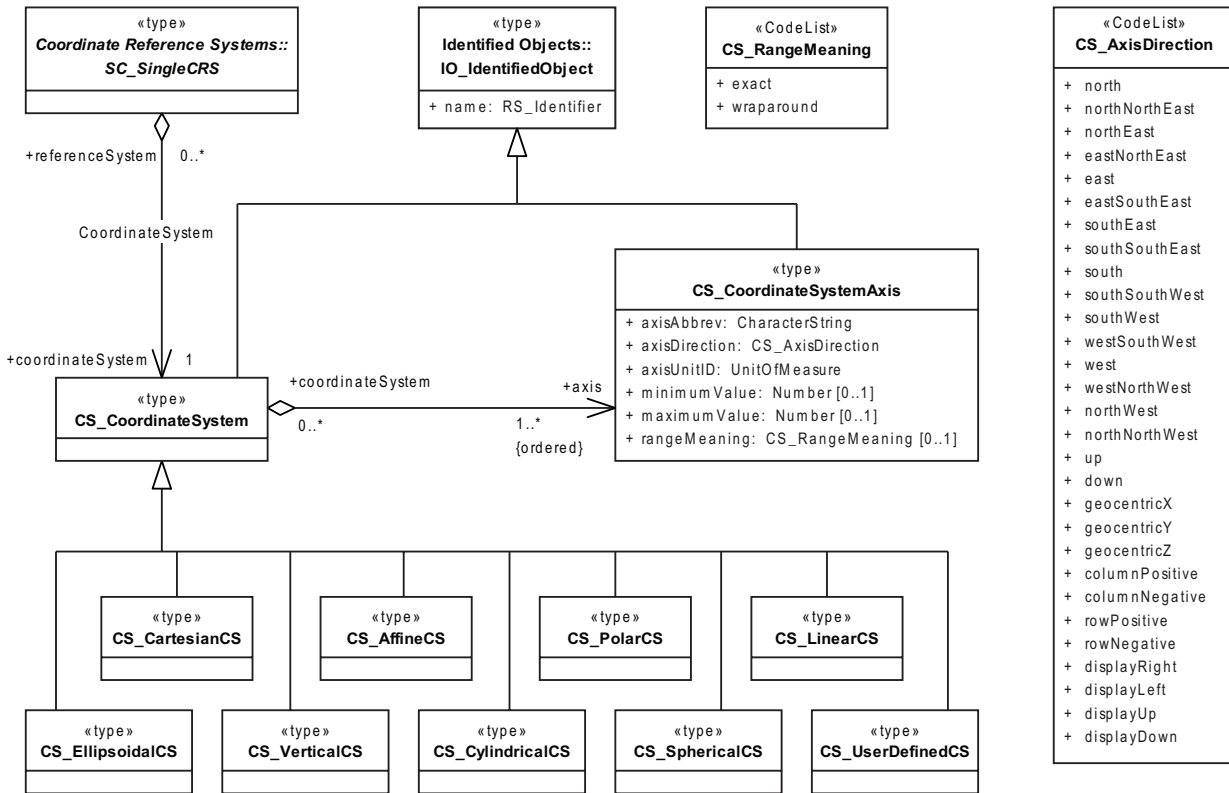 «type»
Coordinate Reference Systems::
SC_SingleCRS
«type»
Identified Objects::
IO_IdentifiedObject
+ name: RS_Identifier
«CodeList»
CS_RangeMeaning
+ exact
+ wraparound
«CodeList»
CS_AxisDirection
+ north
+ northNorthEast
+ northEast
+ eastNorthEast
+ east
+ eastSouthEast
+ southEast
+ southSouthEast
+ south
+ southSouthWest
+ southWest
+ westSouthWest
+ west
+ westNorthWest
+ northWest
+ northNorthWest
+ up
+ down
+ geocentricX
+ geocentricY
+ geocentricZ
+ columnPositive
+ columnNegative
+ rowPositive
+ rowNegative
+ displayRight
+ displayLeft
+ displayUp
+ displayDown
+referenceSystem 0..*
CoordinateSystem
+coordinateSystem 1
«type»
CS_CoordinateSystemAxis
+ axisAbbrev: CharacterString
+ axisDirection: CS_AxisDirection
+ axisUnitID: UnitOfMeasure
+ minimumValue: Number [0..1]
+ maximumValue: Number [0..1]
+ rangeMeaning: CS_RangeMeaning [0..1]
«type»
CS_CoordinateSystem
+coordinateSystem +axis
0..* 1..*
{ordered}
«type»
CS_CartesianCS
«type»
CS_AffineCS
«type»
CS_PolarCS
«type»
CS_LinearCS
«type»
CS_EllipsoidalCS
«type»
CS_VerticalCS
«type»
CS_CylindricalCS
«type»
CS_SphericalCS
«type»
CS_UserDefinedCS